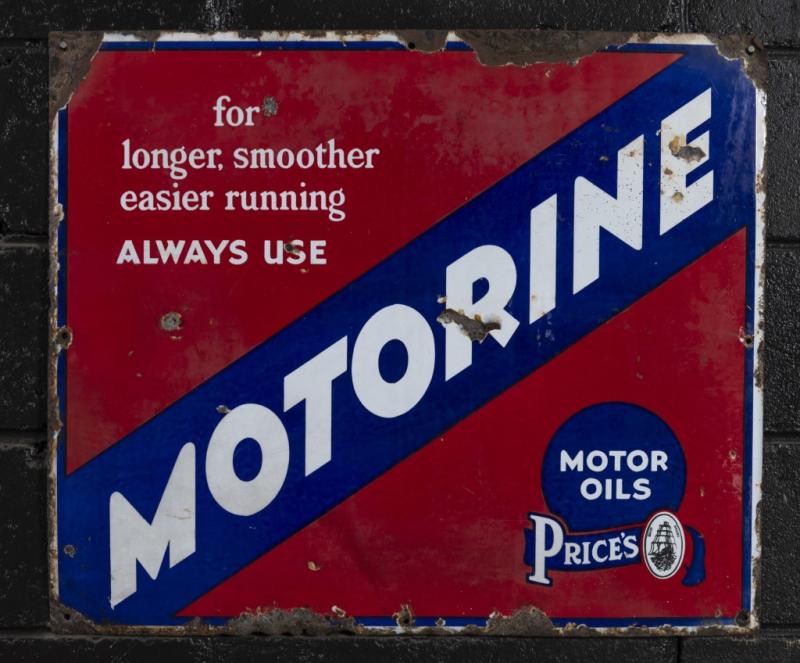 for
longer, smoother
easier running
ALWAYS USE
MOTORINE
MOTOR
OILS
PRICE'S